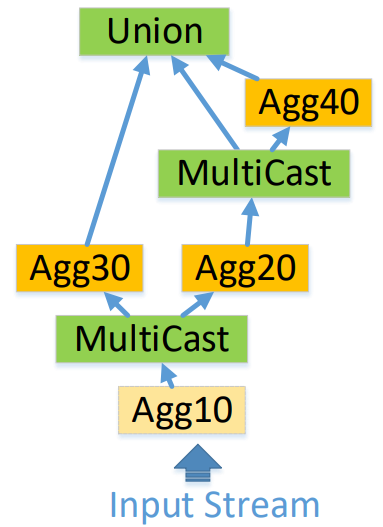 Union
Agg40
MultiCast
Agg30
Agg20
MultiCast
Agg10
Input Stream